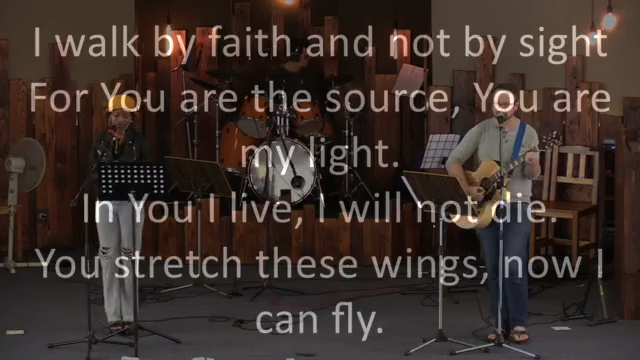 I walk by faith and not by sight
For You are the source, You are
my light.
In You I live, I will not die.
You stretch these wings, now I
can fly.